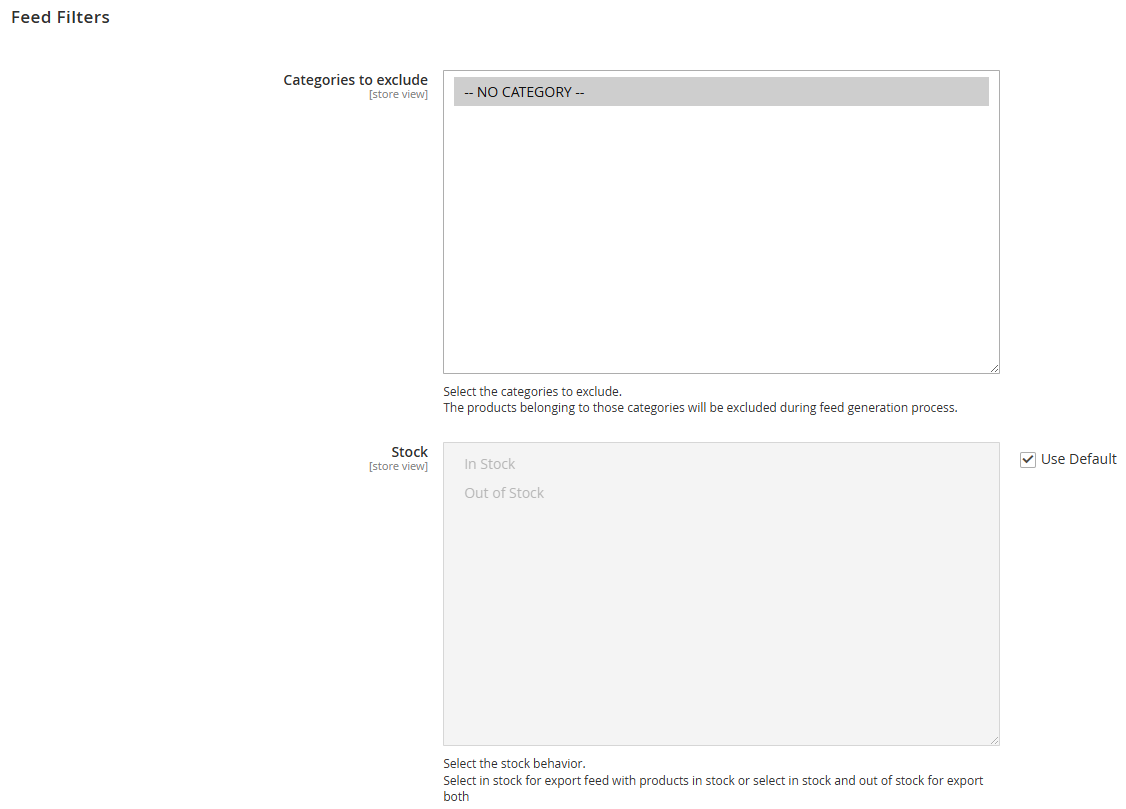 Feed Filters
Categories to exclude
[store view]
-- NO CATEGORY --
Select the categories to exclude.
The products belonging to those categories will be excluded during feed generation process.
Stock
[store view]
In Stock
Out of Stock
Use Default
Select the stock behavior.
Select in stock for export feed with products in stock or select in stock and out of stock for export
both